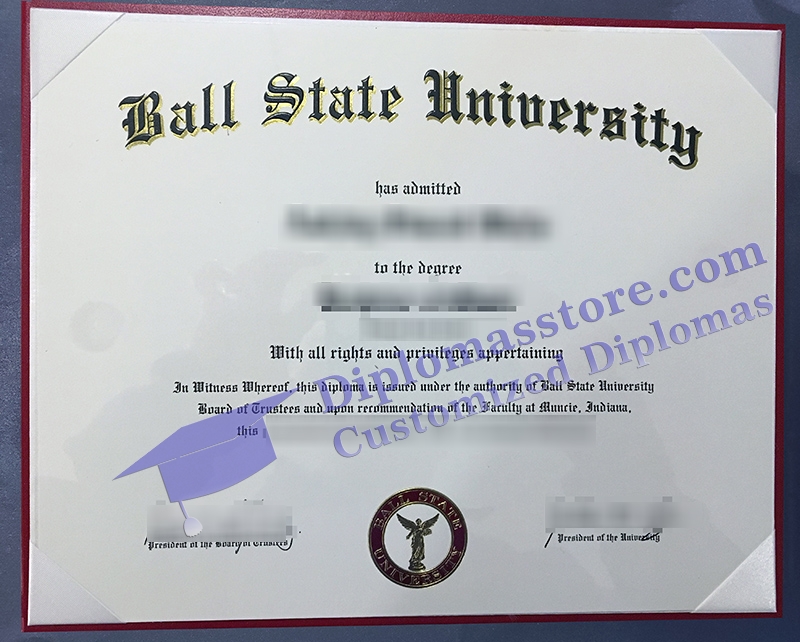 Ball State University
has admitted
to the degree
With all rights and privileges appertaining
In Witness Whereof, this diploma is issued under the authority of Ball State University
Board of Trustees and upon recommendation of the Faculty at Muncie, Indiana,
this
President of the Board of Trustees
President of the University
BALL STATE
UNIVERSITY
Diplomasstore.com
Customized Diplomas